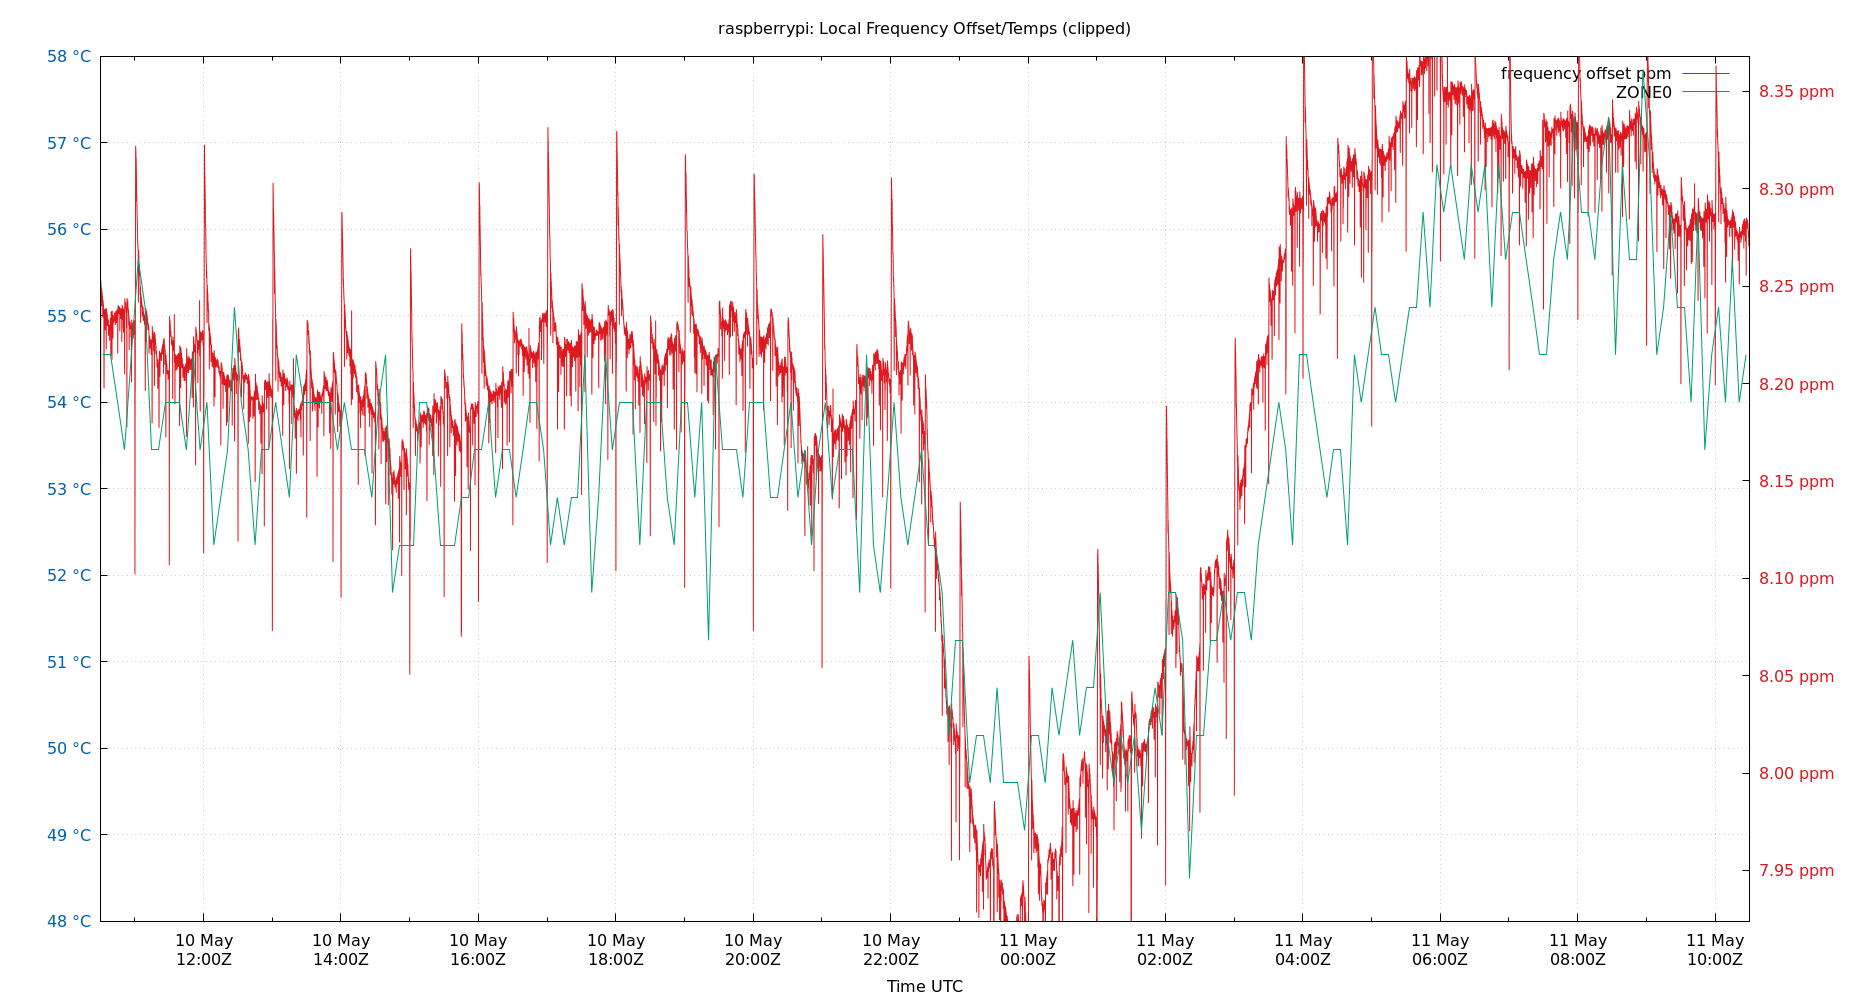 raspberrypi: Local Frequency Offset/Temps (clipped)
58 °C
57 °C
56 °C
55 °C
54 °C
53 °C
52 °C
51 °C
50 °C
49 °C
48 °C
frequency offset ppm
ZONE0
8.35 ppm
8.30 ppm
8.25 ppm
8.20 ppm
8.15 ppm
8.10 ppm
8.05 ppm
8.00 ppm
7.95 ppm
10 May 10 May 10 May 10 May 10 May 10 May 11 May 11 May 11 May 11 May 11 May 11 May
12:00Z 14:00Z 16:00Z 18:00Z 20:00Z 22:00Z 00:00Z 02:00Z 04:00Z 06:00Z 08:00Z 10:00Z
Time UTC